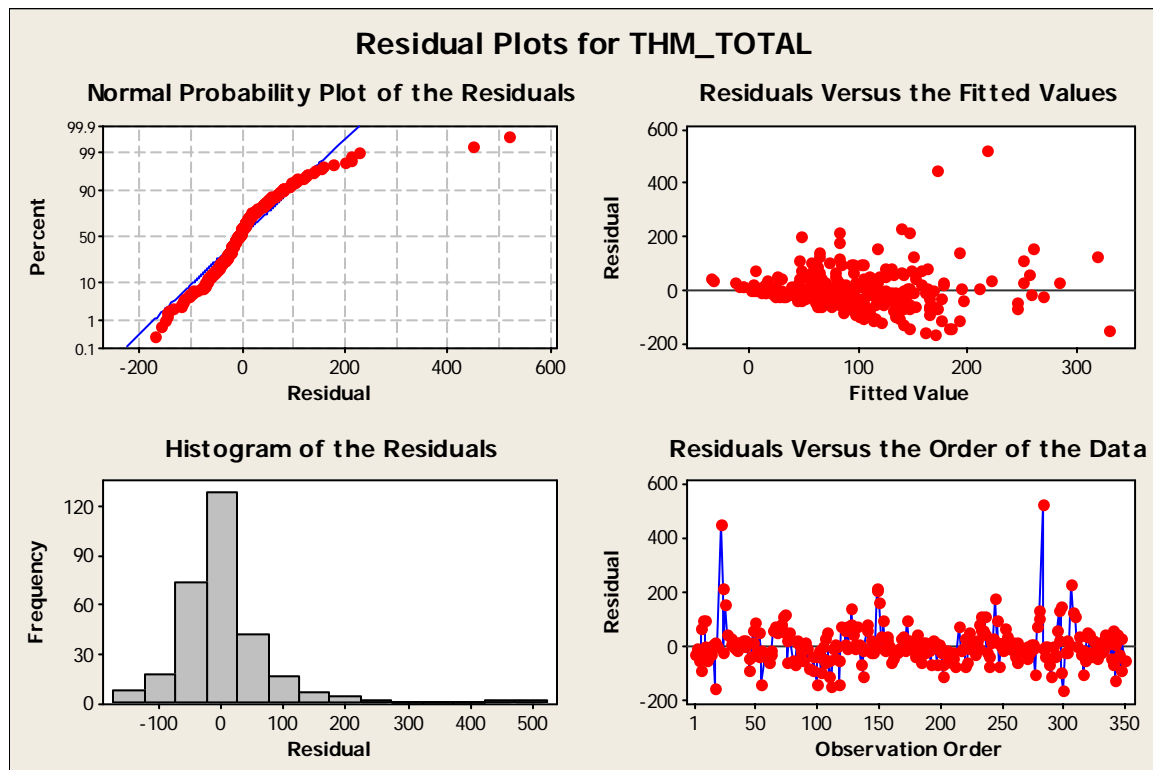 Residual Plots for THM_TOTAL
Normal Probability Plot of the Residuals
99.9
99
90
50
10
1
0.1
Percent
-200 0 200 400 600
Residual
Residuals Versus the Fitted Values
600
400
200
0
-200
Residual
0 100 200 300
Fitted Value
Histogram of the Residuals
120
90
60
30
0
Frequency
-100 0 100 200 300 400 500
Residual
Residuals Versus the Order of the Data
600
400
200
0
-200
Residual
1 50 100 150 200 250 300 350
Observation Order